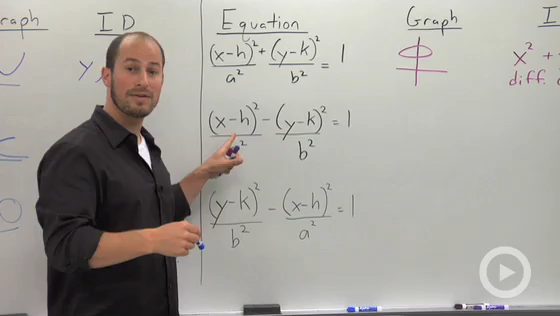 raph
I D
Equation
Graph
I
y,
(x-h)²/a² + (y-k)²/b² = 1
x² +
diff.
(x-h)²/a² - (y-k)²/b² = 1
(y-k)²/b² - (x-h)²/a² = 1